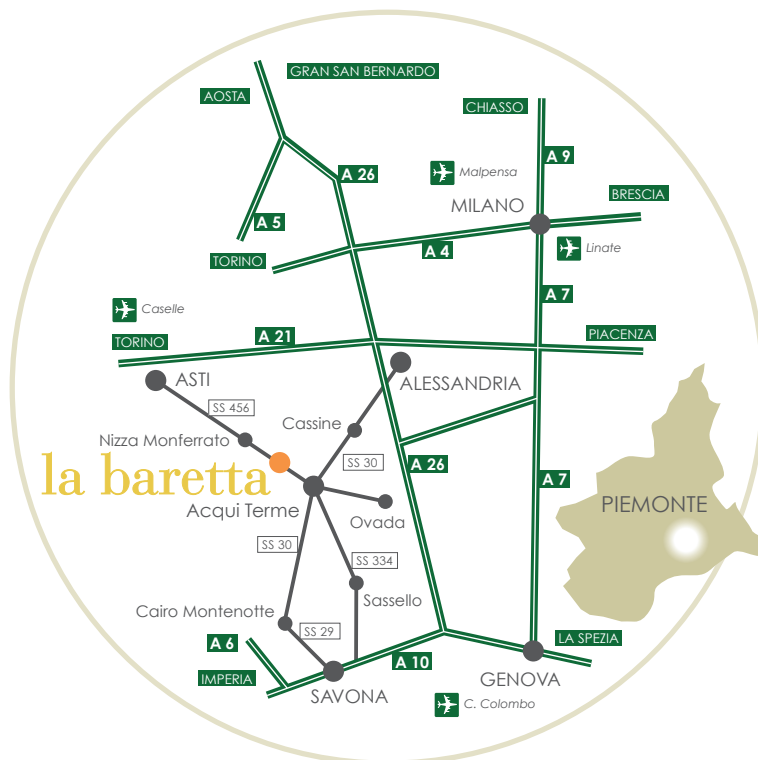 GRAN SAN BERNARDO
AOSTA
CHIASSO
A 9
Malpensa
A 26
BRESCIA
MILANO
A 5
Linate
A 4
TORINO
A 7
Caselle
A 21
PIACENZA
TORINO
ASTI
ALESSANDRIA
SS 456
Cassine
Nizza Monferrato
SS 30
A 26
la baretta
A 7
PIEMONTE
Acqui Terme
Ovada
SS 30
SS 334
Sassello
Cairo Montenotte
SS 29
A 6
LA SPEZIA
A 10
IMPERIA
GENOVA
SAVONA
C. Colombo